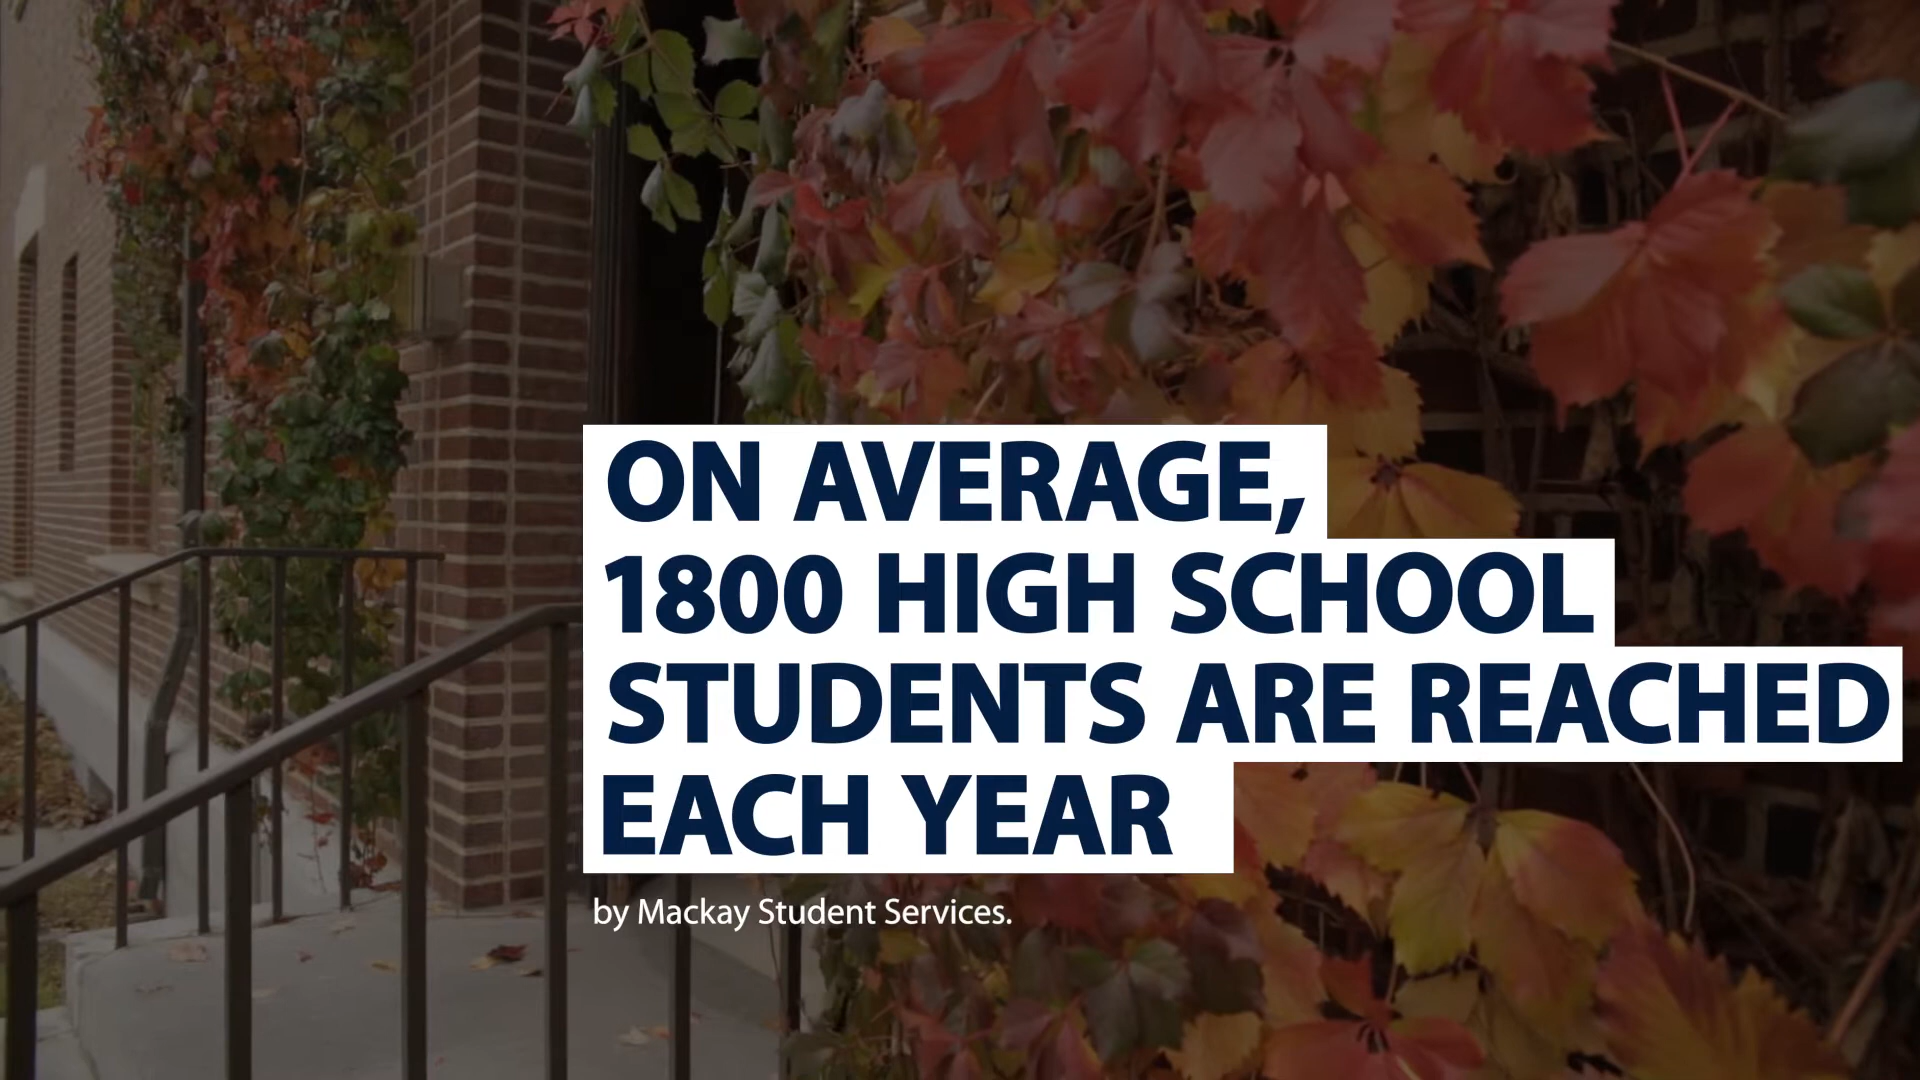 ON AVERAGE,
1800 HIGH SCHOOL
STUDENTS ARE REACHED
EACH YEAR
by Mackay Student Services.